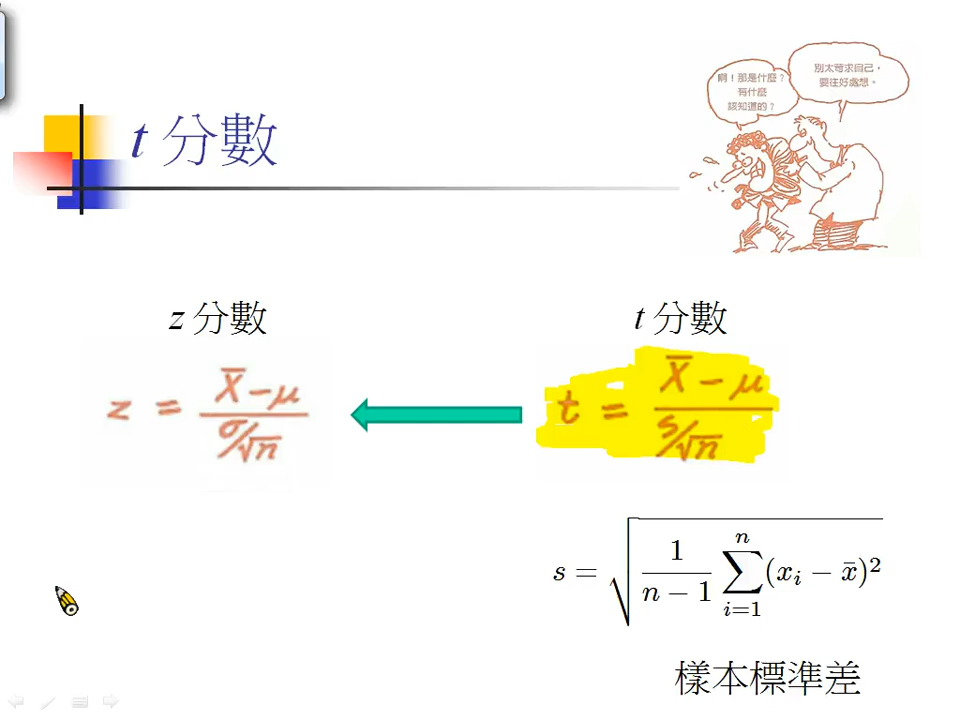 t 分數
啊！那是什麼？
有什麼
該知道的？
別太苛求自己，
要往好處想。
z 分數
t 分數
z = (X̄ − μ) / (σ/√n)
t = (X̄ − μ) / (s/√n)
s = √( 1/(n − 1) ∑_{i=1}^{n} (x_i − x̄)² )
樣本標準差